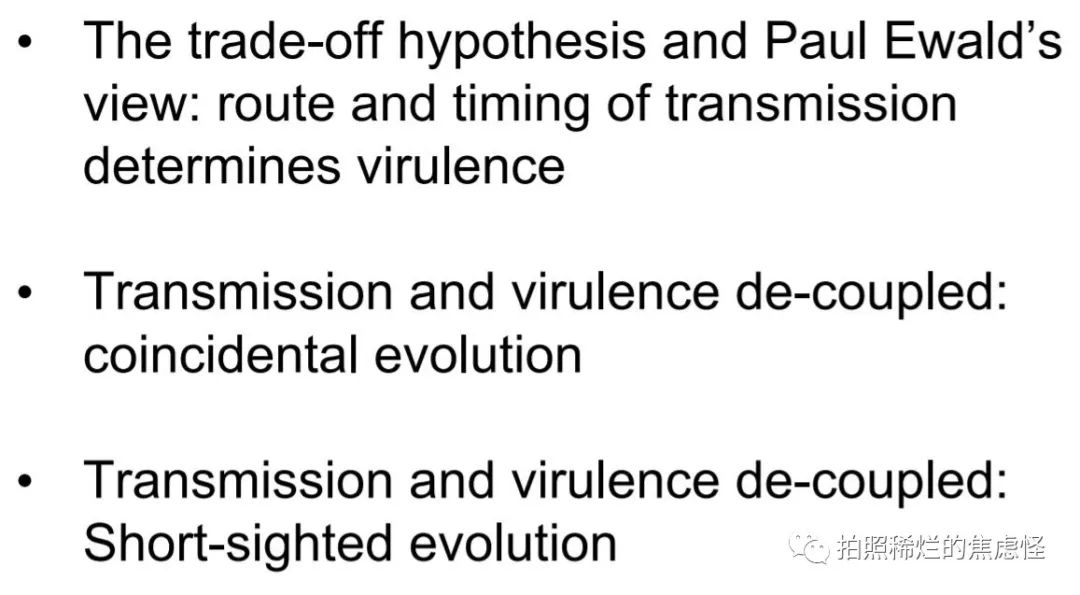 • The trade-off hypothesis and Paul Ewald’s
view: route and timing of transmission
determines virulence
• Transmission and virulence de-coupled:
coincidental evolution
• Transmission and virulence de-coupled:
Short-sighted evolution
拍照稀烂的焦虑怪